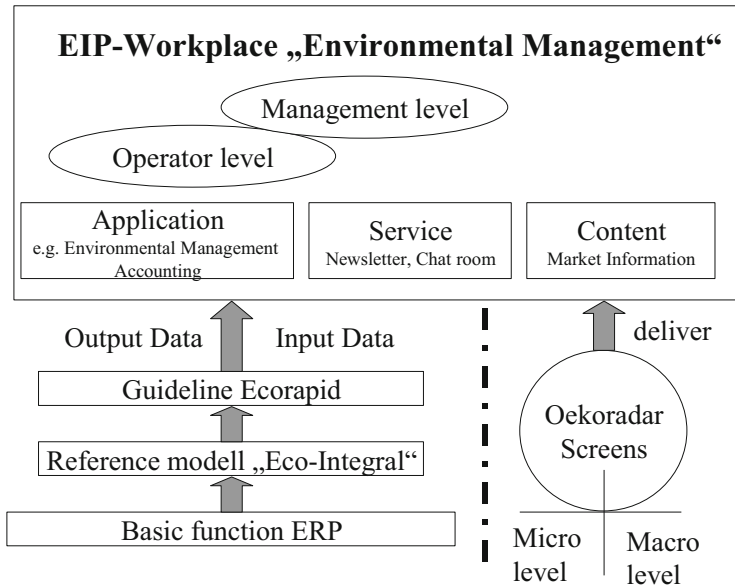 EIP-Workplace „Environmental Management“
Management level
Operator level
Application
e.g. Environmental Management
Accounting
Service
Newsletter, Chat room
Content
Market Information
Output Data
Input Data
deliver
Guideline Ecorapid
Reference modell „Eco-Integral“
Basic function ERP
Oekoradar
Screens
Micro
level
Macro
level